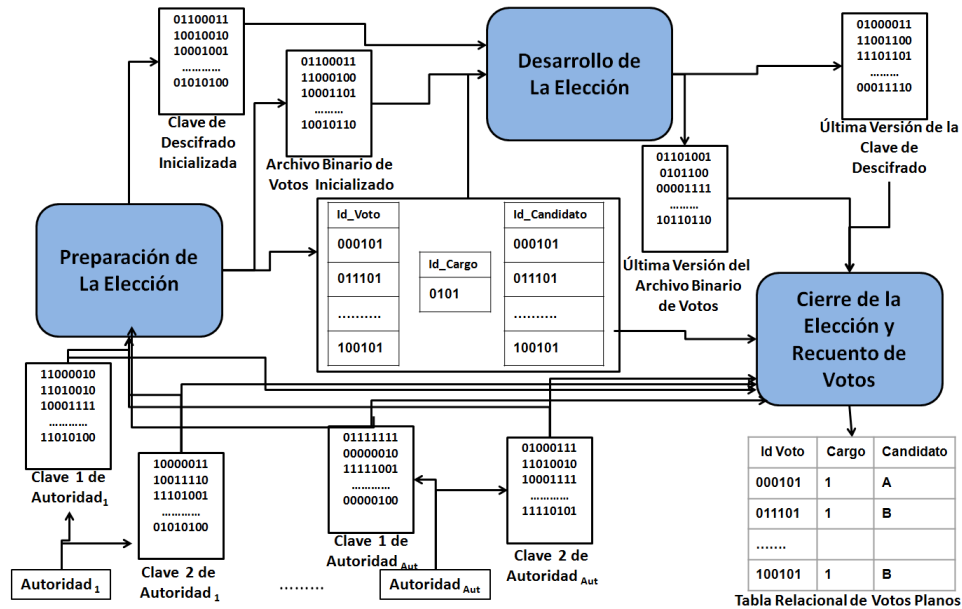 01100011
10010010
10001001
............
01010100
Clave de
Descifrado
Inicializada
01100011
11000100
10001101
.........
10010110
Archivo Binario de
Votos Inicializado
Desarrollo de
La Elección
01000011
11001100
11101101
.........
00011110
Última Versión de la
Clave de
Descifrado
01101001
0101100
00001111
.........
10110110
Última Versión del
Archivo Binario
de Votos
Preparación de
La Elección
Id_Voto
000101
011101
..........
100101
Id_Cargo
0101
Id_Candidato
000101
011101
..........
100101
Cierre de la
Elección y
Recuento de
Votos
11000010
11010010
10001111
............
11010100
Clave 1 de
Autoridad1
10000011
10011110
11101001
............
01010100
Clave 2 de
Autoridad 1
01111111
00000010
11111001
............
00000100
Clave 1 de
Autoridad Aut
01000111
11010010
10001111
............
11110101
Clave 2 de
Autoridad Aut
Autoridad 1
.........
Autoridad Aut
Id Voto Cargo Candidato
000101 1 A
011101 1 B
.......
100101 1 B
Tabla Relacional de Votos Planos